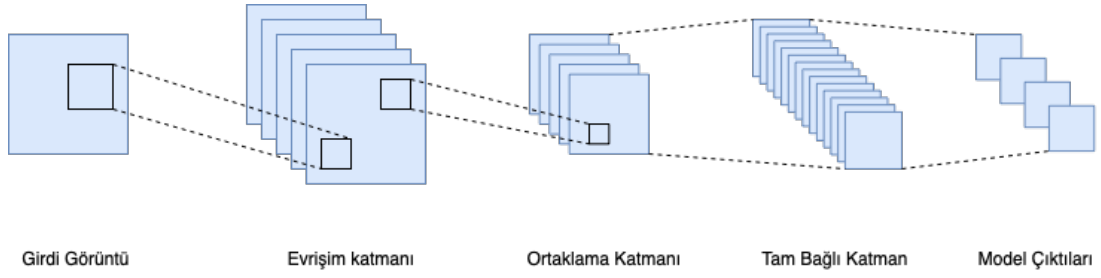 Girdi Görüntü
Evrişim katmanı
Ortaklama Katmanı
Tam Bağlı Katman
Model Çıktıları